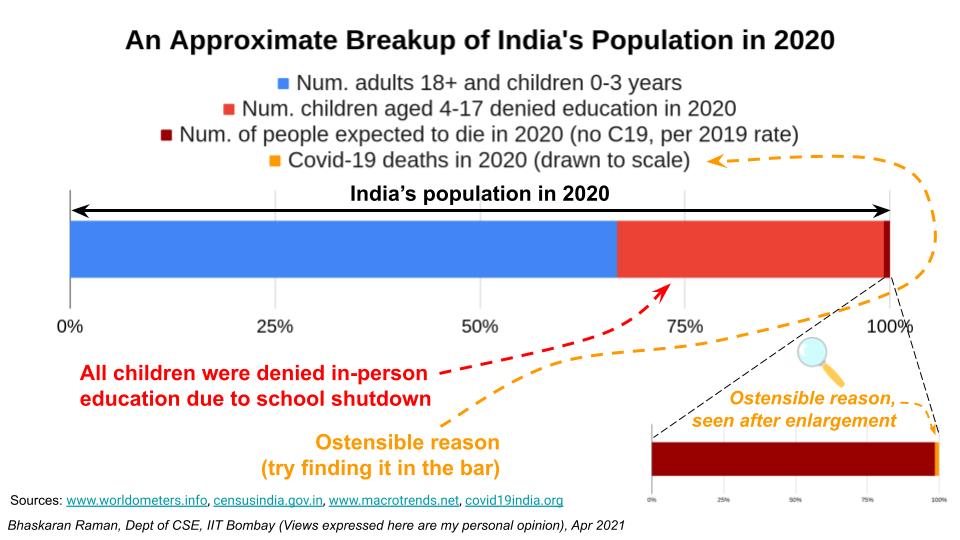 An Approximate Breakup of India's Population in 2020
Num. adults 18+ and children 0-3 years
Num. children aged 4-17 denied education in 2020
Num. of people expected to die in 2020 (no C19, per 2019 rate)
Covid-19 deaths in 2020 (drawn to scale)
India’s population in 2020
0%
25%
50%
75%
100%
All children were denied in-person
education due to school shutdown
Ostensible reason
(try finding it in the bar)
Ostensible reason,
seen after enlargement
0%
25%
50%
75%
100%
Sources: www.worldometers.info, censusindia.gov.in, www.macrotrends.net, covid19india.org
Bhaskaran Raman, Dept of CSE, IIT Bombay (Views expressed here are my personal opinion), Apr 2021